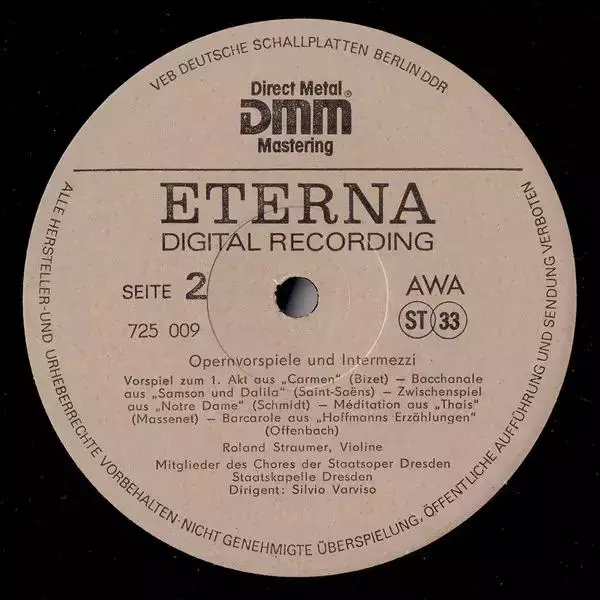 VEB DEUTSCHE SCHALLPLATTEN BERLIN DDR
Direct Metal®
DMM
Mastering
ETERNA
DIGITAL RECORDING
SEITE 2
AWA
725 009
ST 33
Opernvorspiele und Intermezzi
Vorspiel zum 1. Akt aus „Carmen“ (Bizet) – Bacchanale
aus „Samson und Dalila“ (Saint-Saëns) – Zwischenspiel
aus „Notre Dame“ (Schmidt) – Méditation aus „Thais“
(Massenet) – Barcarole aus „Hoffmanns Erzählungen“
(Offenbach)
Roland Straumer, Violine
Mitglieder des Chores der Staatsoper Dresden
Staatskapelle Dresden
Dirigent: Silvio Varviso
ALLE HERSTELLER-UND URHEBERRECHTE VORBEHALTEN·NICHT GENEHMIGTE ÜBERSPIELUNG, ÖFFENTLICHE AUFFÜHRUNG UND SENDUNG VERBOTEN